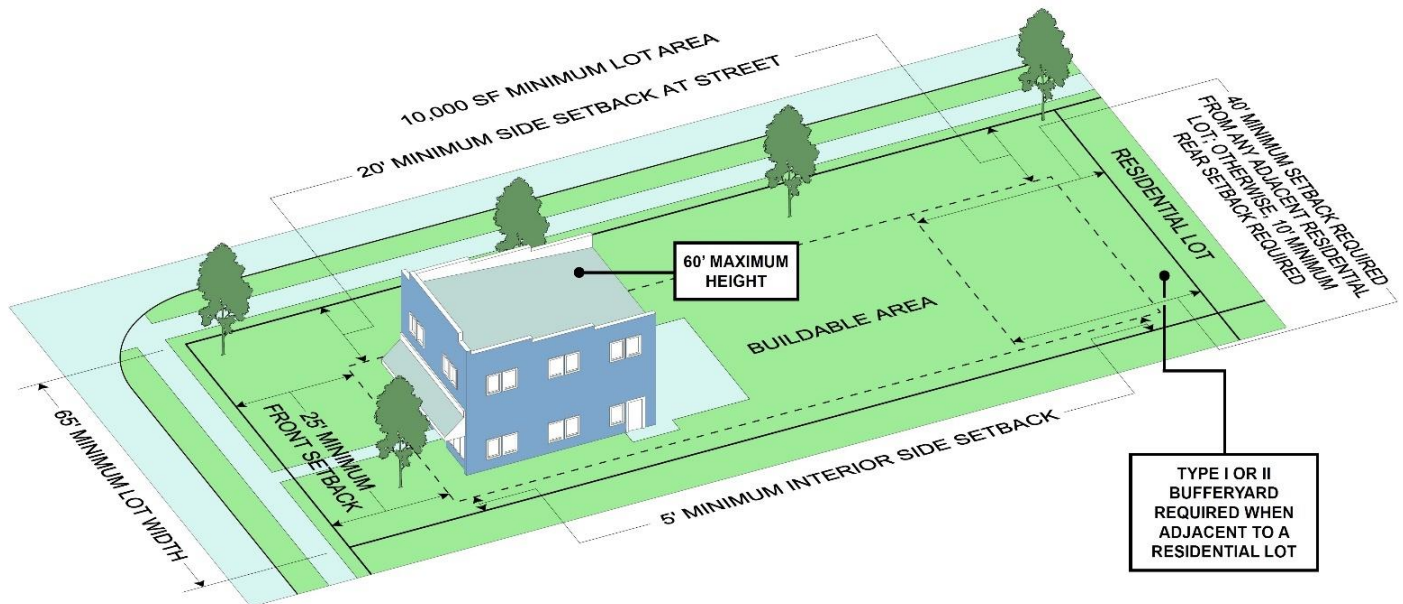 10,000 SF MINIMUM LOT AREA
20' MINIMUM SIDE SETBACK AT STREET
40' MINIMUM SETBACK REQUIRED
FROM ANY ADJACENT RESIDENTIAL
LOT; OTHERWISE, 10' MINIMUM
REAR SETBACK REQUIRED
RESIDENTIAL LOT
60' MAXIMUM
HEIGHT
BUILDABLE AREA
25' MINIMUM
FRONT SETBACK
65' MINIMUM LOT WIDTH
5' MINIMUM INTERIOR SIDE SETBACK
TYPE I OR II
BUFFERYARD
REQUIRED WHEN
ADJACENT TO A
RESIDENTIAL LOT